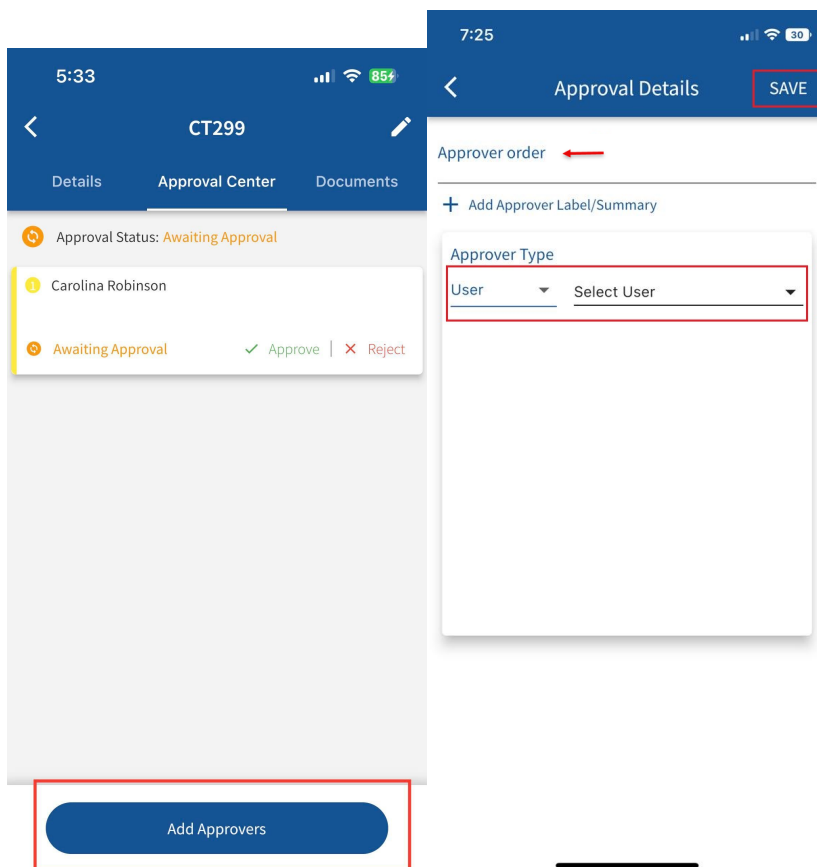 5:33
85
CT299
Details Approval Center Documents
Approval Status: Awaiting Approval
1 Carolina Robinson
Awaiting Approval Approve | Reject
Add Approvers
7:25
30
Approval Details SAVE
Approver order
+ Add Approver Label/Summary
Approver Type
User Select User